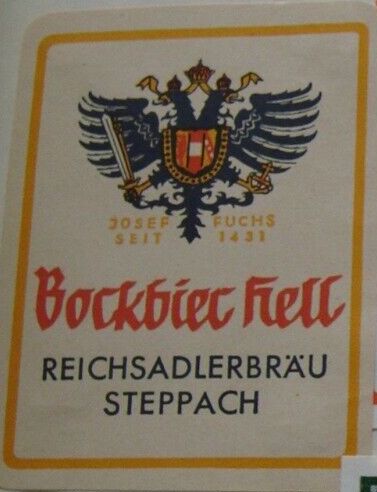 JOSEF FUCHS
SEIT 1431
Bockbier hell
REICHSADLERBRÄU
STEPPACH